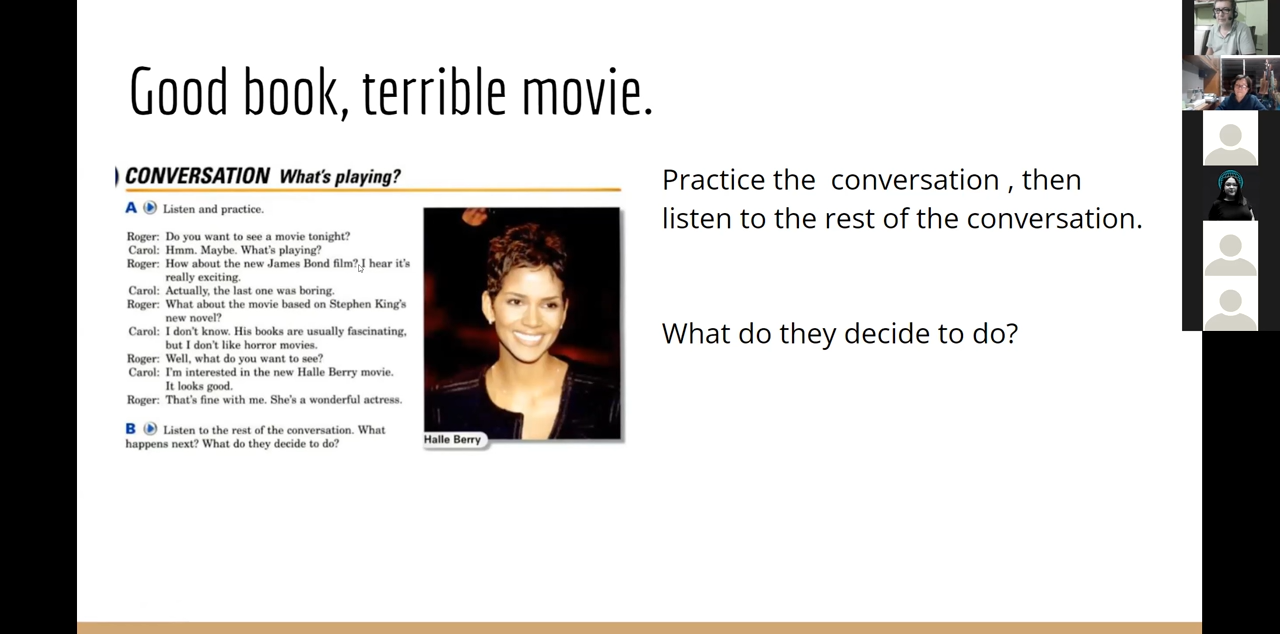 Good book, terrible movie.
CONVERSATION What's playing?
A Listen and practice.
Roger: Do you want to see a movie tonight?
Carol: Hmm. Maybe. What's playing?
Roger: How about the new James Bond film? I hear it's
really exciting.
Carol: Actually, the last one was boring.
Roger: What about the movie based on Stephen King's
new novel?
Carol: I don't know. His books are usually fascinating,
but I don't like horror movies.
Roger: Well, what do you want to see?
Carol: I'm interested in the new Halle Berry movie.
It looks good.
Roger: That's fine with me. She's a wonderful actress.
B Listen to the rest of the conversation. What
happens next? What do they decide to do?
Halle Berry
Practice the conversation , then
listen to the rest of the conversation.
What do they decide to do?